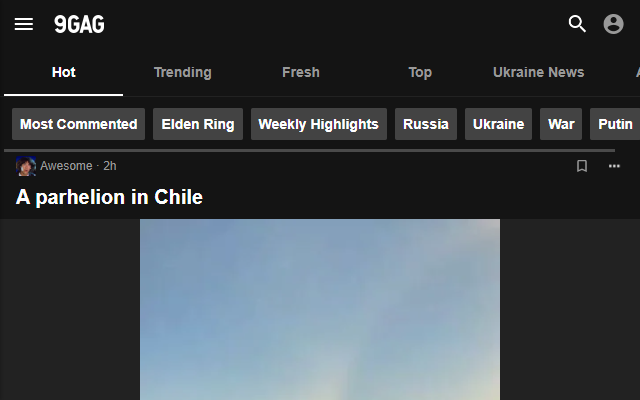 9GAG
Hot Trending Fresh Top Ukraine News
Most Commented Elden Ring Weekly Highlights Russia Ukraine War Putin
Awesome · 2h
A parhelion in Chile